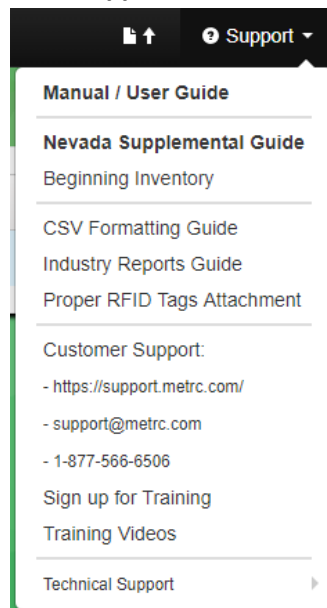 Support
Manual / User Guide
Nevada Supplemental Guide
Beginning Inventory
CSV Formatting Guide
Industry Reports Guide
Proper RFID Tags Attachment
Customer Support:
- https://support.metrc.com/
- support@metrc.com
- 1-877-566-6506
Sign up for Training
Training Videos
Technical Support